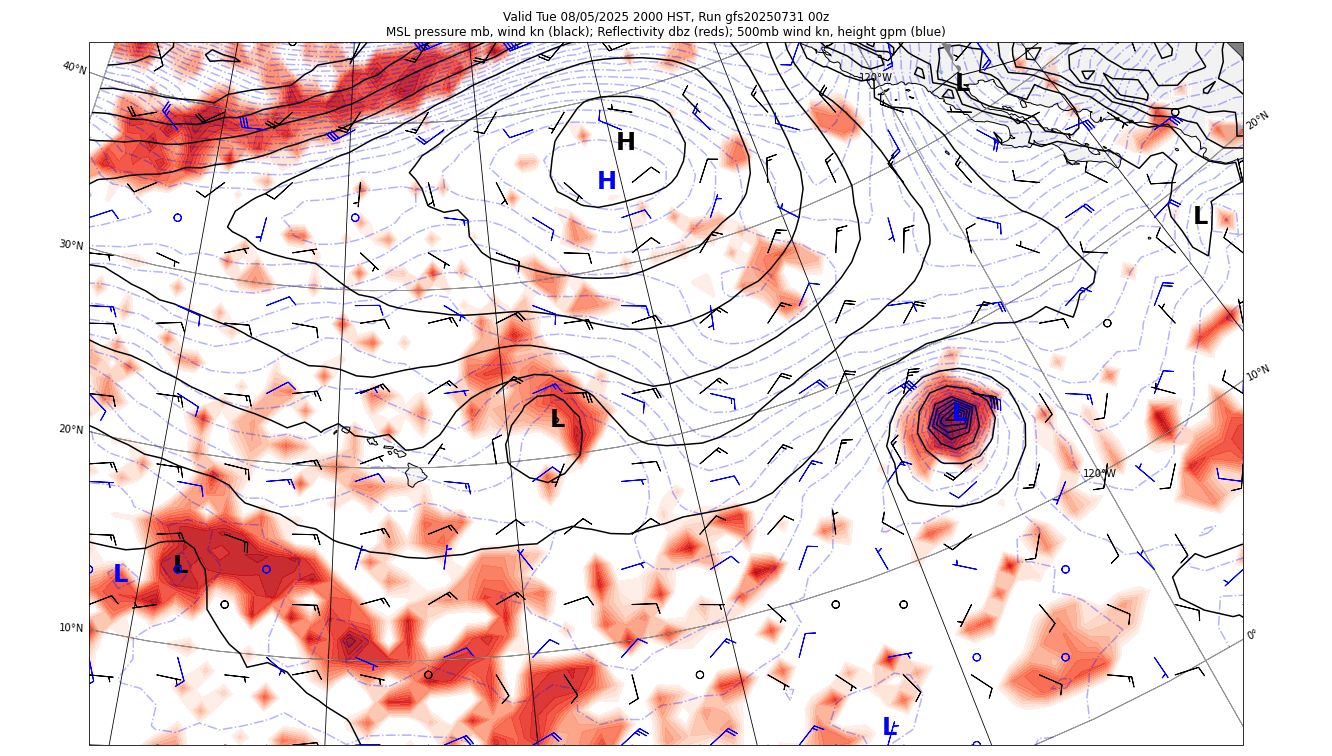 Valid Tue 08/05/2025 2000 HST, Run gfs20250731 00z
MSL pressure mb, wind kn (black); Reflectivity dbz (reds); 500mb wind kn, height gpm (blue)
40°N
120°W
L
20°N
H
H
L
30°N
10°N
L
L
20°N
120°W
L
L
10°N
0°
L